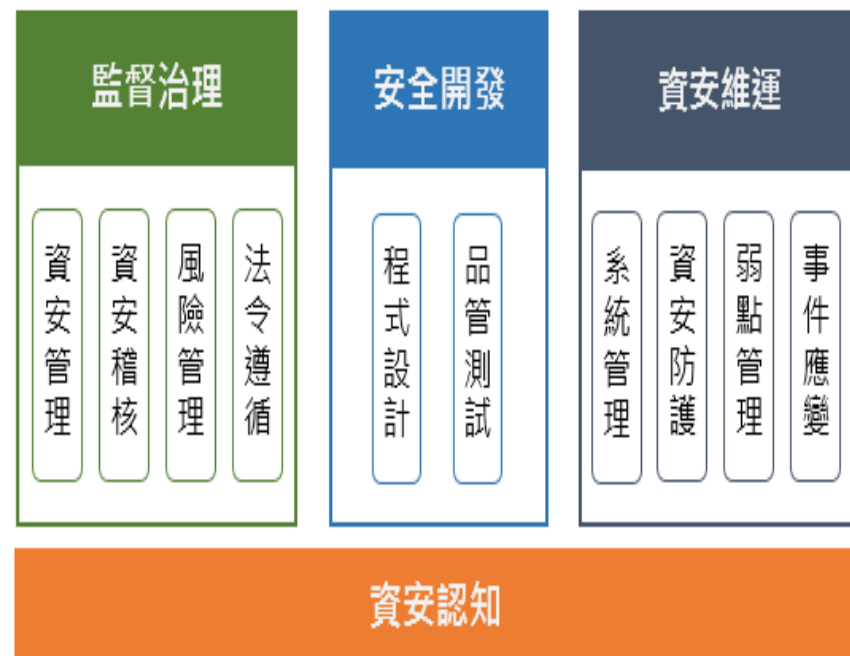 監督治理
資安管理
資安稽核
風險管理
法令遵循
安全開發
程式設計
品管測試
資安維運
系統管理
資安防護
弱點管理
事件應變
資安認知